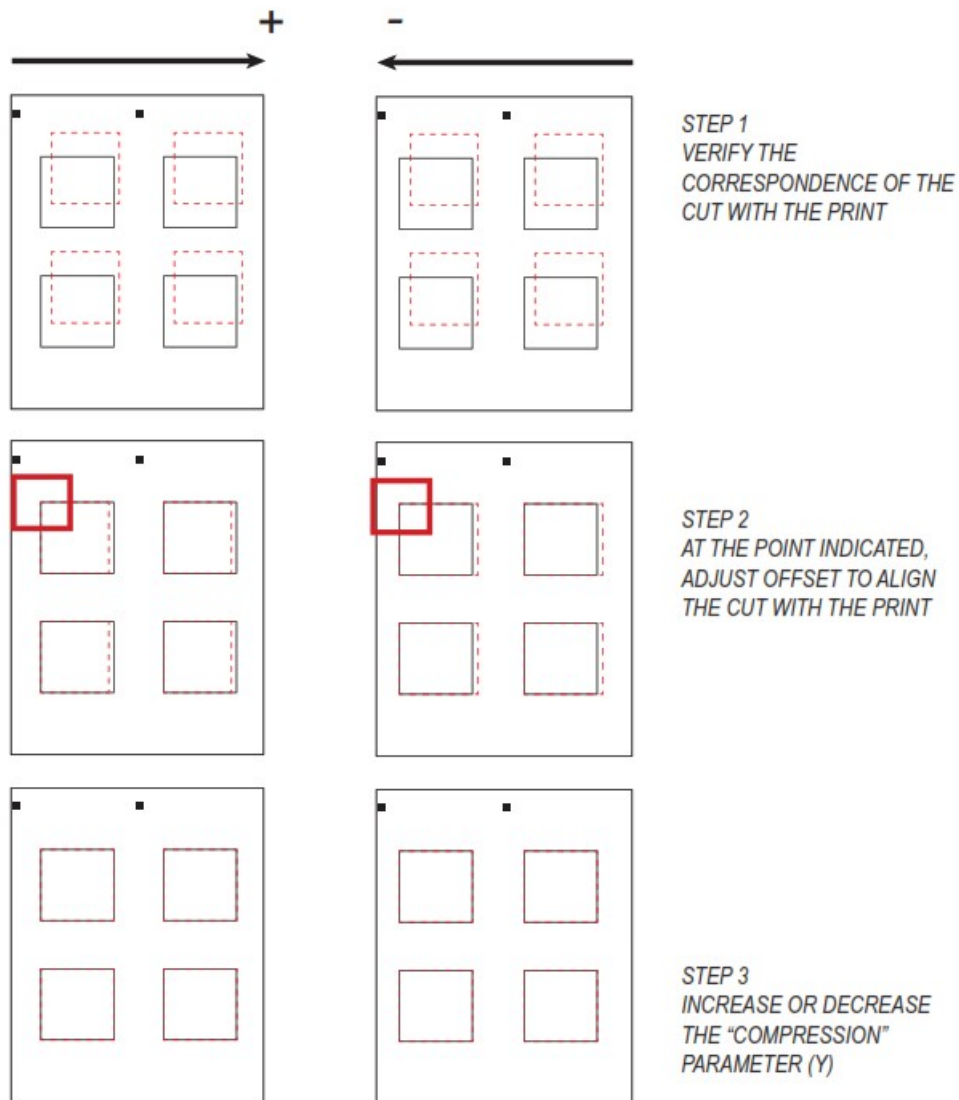 + -
STEP 1
VERIFY THE
CORRESPONDENCE OF THE
CUT WITH THE PRINT
STEP 2
AT THE POINT INDICATED,
ADJUST OFFSET TO ALIGN
THE CUT WITH THE PRINT
STEP 3
INCREASE OR DECREASE
THE “COMPRESSION”
PARAMETER (Y)